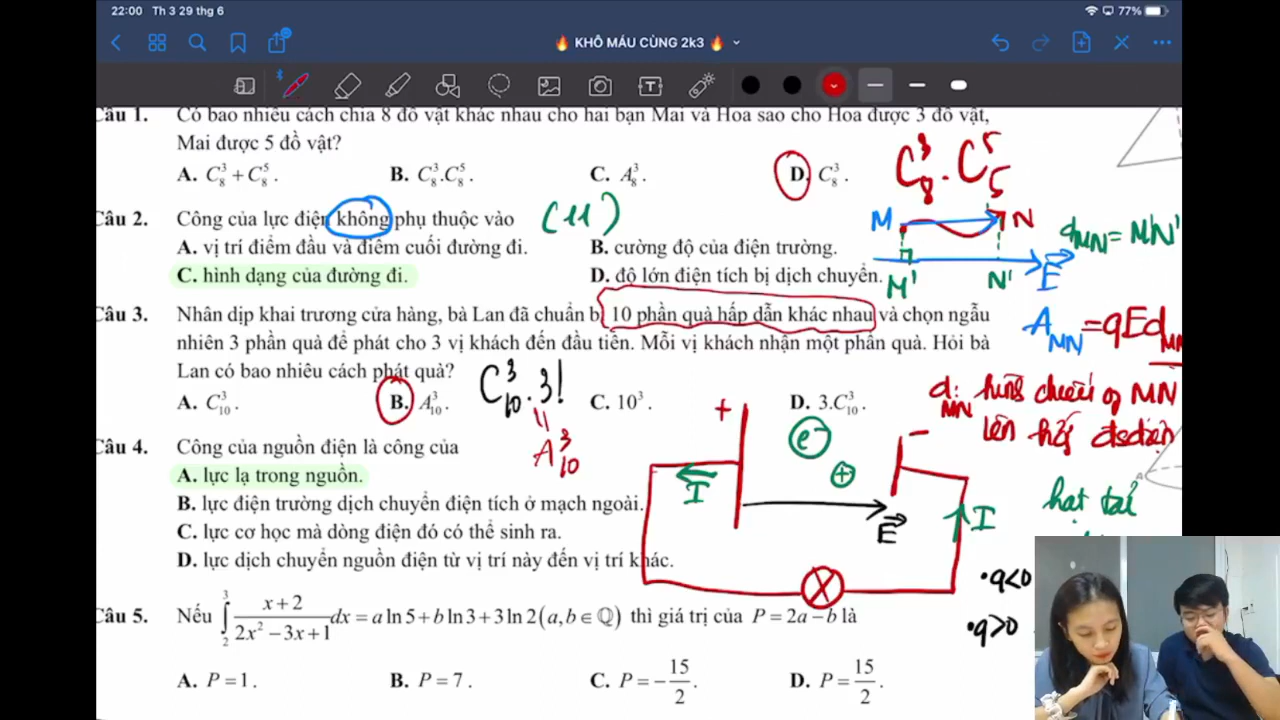 22:00 Th 3 29 thg 6
77%
🔥 KHÔ MÁU CÙNG 2k3 🔥
Câu 1. Có bao nhiêu cách chia 8 đồ vật khác nhau cho hai bạn Mai và Hoa sao cho Hoa được 3 đồ vật,
Mai được 5 đồ vật?
A. C₈³ + C₈⁵ .
B. C₈³.C₈⁵ .
C. A₈³ .
D. C₈³ .
C₈³ . C₅⁵
Câu 2. Công của lực điện không phụ thuộc vào
(11)
A. vị trí điểm đầu và điểm cuối đường đi.
B. cường độ của điện trường.
C. hình dạng của đường đi.
D. độ lớn điện tích bị dịch chuyển.
M N
M' N' E
d_MN = M'N'
A_MN = qEd_MN
Câu 3. Nhân dịp khai trương cửa hàng, bà Lan đã chuẩn b 10 phần quà hấp dẫn khác nhau và chọn ngẫu
nhiên 3 phần quà để phát cho 3 vị khách đến đầu tiên. Mỗi vị khách nhận một phần quà. Hỏi bà
Lan có bao nhiêu cách phát quà?
A. C₁₀³ .
B. A₁₀³ .
C. 10³ .
D. 3.C₁₀³ .
C₁₀³ . 3!
=
A₁₀³
d_MN: hình chiếu MN
lên
Câu 4. Công của nguồn điện là công của
A. lực lạ trong nguồn.
B. lực điện trường dịch chuyển điện tích ở mạch ngoài.
C. lực cơ học mà dòng điện đó có thể sinh ra.
D. lực dịch chuyển nguồn điện từ vị trí này đến vị trí khác.
+ −
e⁻
+
I E I
hạt tải
• q<0
• q>0
Câu 5. Nếu ∫₂³ (x+2)/(2x² −3x+1) dx = a ln 5 + b ln 3 + 3 ln 2 (a, b ∈ ℚ) thì giá trị của P = 2a − b là
A. P = 1 .
B. P = 7 .
C. P = −15/2 .
D. P = 15/2 .